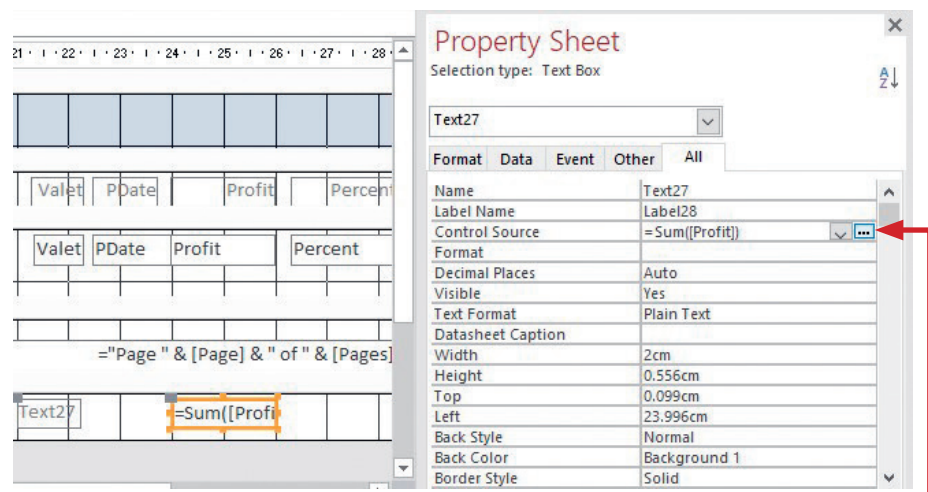 21 · 22 · 23 · 24 · 25 · 26 · 27 · 28
Valet PDate Profit Percent
Valet PDate Profit Percent
="Page " & [Page] & " of " & [Pages]
Text27 =Sum([Profi
Property Sheet
Selection type: Text Box
A Z
Text27
Format Data Event Other All
Name Text27
Label Name Label28
Control Source =Sum([Profit]) ...
Format
Decimal Places Auto
Visible Yes
Text Format Plain Text
Datasheet Caption
Width 2cm
Height 0.556cm
Top 0.099cm
Left 23.996cm
Back Style Normal
Back Color Background 1
Border Style Solid